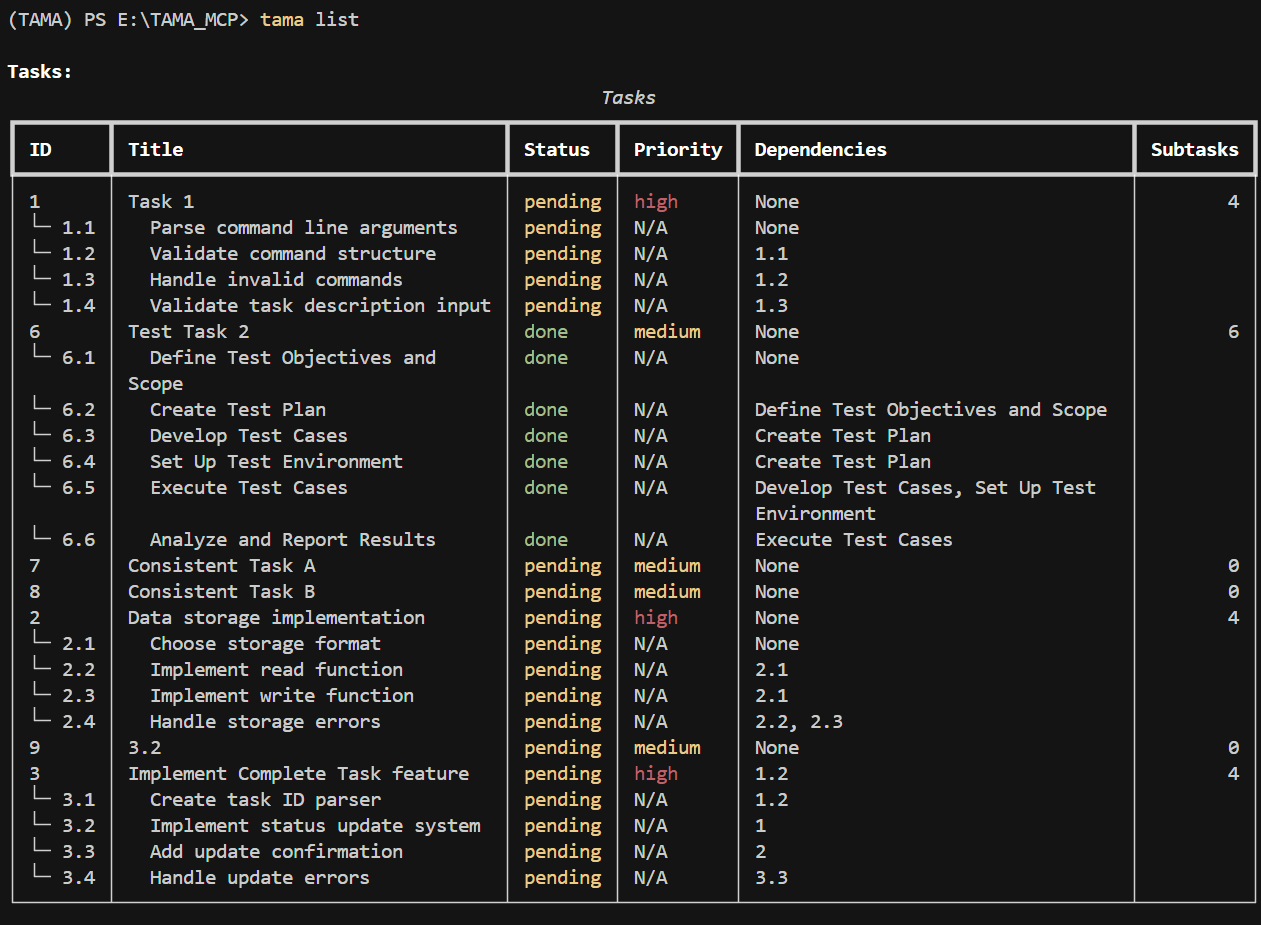 (TAMA) PS E:\TAMA_MCP> tama list
Tasks:
Tasks
ID Title Status Priority Dependencies Subtasks
1 Task 1 pending high None 4
└─ 1.1 Parse command line arguments pending N/A None
└─ 1.2 Validate command structure pending N/A 1.1
└─ 1.3 Handle invalid commands pending N/A 1.2
└─ 1.4 Validate task description input pending N/A 1.3
6 Test Task 2 done medium None 6
└─ 6.1 Define Test Objectives and done N/A None
Scope
└─ 6.2 Create Test Plan done N/A Define Test Objectives and Scope
└─ 6.3 Develop Test Cases done N/A Create Test Plan
└─ 6.4 Set Up Test Environment done N/A Create Test Plan
└─ 6.5 Execute Test Cases done N/A Develop Test Cases, Set Up Test
Environment
└─ 6.6 Analyze and Report Results done N/A Execute Test Cases
7 Consistent Task A pending medium None 0
8 Consistent Task B pending medium None 0
2 Data storage implementation pending high None 4
└─ 2.1 Choose storage format pending N/A None
└─ 2.2 Implement read function pending N/A 2.1
└─ 2.3 Implement write function pending N/A 2.1
└─ 2.4 Handle storage errors pending N/A 2.2, 2.3
9 3.2 pending medium None 0
3 Implement Complete Task feature pending high 1.2 4
└─ 3.1 Create task ID parser pending N/A 1.2
└─ 3.2 Implement status update system pending N/A 1
└─ 3.3 Add update confirmation pending N/A 2
└─ 3.4 Handle update errors pending N/A 3.3